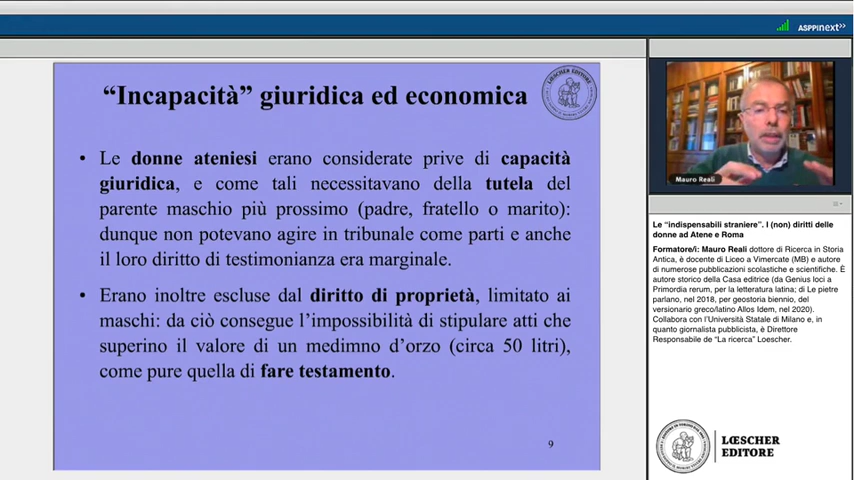 ASPPInext>>
"Incapacità" giuridica ed economica
• Le donne ateniesi erano considerate prive di capacità
giuridica, e come tali necessitavano della tutela del
parente maschio più prossimo (padre, fratello o marito):
dunque non potevano agire in tribunale come parti e anche
il loro diritto di testimonianza era marginale.
• Erano inoltre escluse dal diritto di proprietà, limitato ai
maschi: da ciò consegue l'impossibilità di stipulare atti che
superino il valore di un medimno d'orzo (circa 50 litri),
come pure quella di fare testamento.
9
Mauro Reali
Le "indispensabili straniere". I (non) diritti delle
donne ad Atene e Roma
Formatore/i: Mauro Reali dottore di Ricerca in Storia
Antica, è docente di Liceo a Vimercate (MB) e autore
di numerose pubblicazioni scolastiche e scientifiche. È
autore storico della Casa editrice (da Genius loci a
Primordia rerum, per la letteratura latina; di Le pietre
parlano, nel 2018, per geostoria biennio, del
versionario greco/latino Allos Idem, nel 2020).
Collabora con l'Università Statale di Milano e, in
quanto giornalista pubblicista, è Direttore
Responsabile de "La ricerca" Loescher.
LŒSCHER
EDITORE